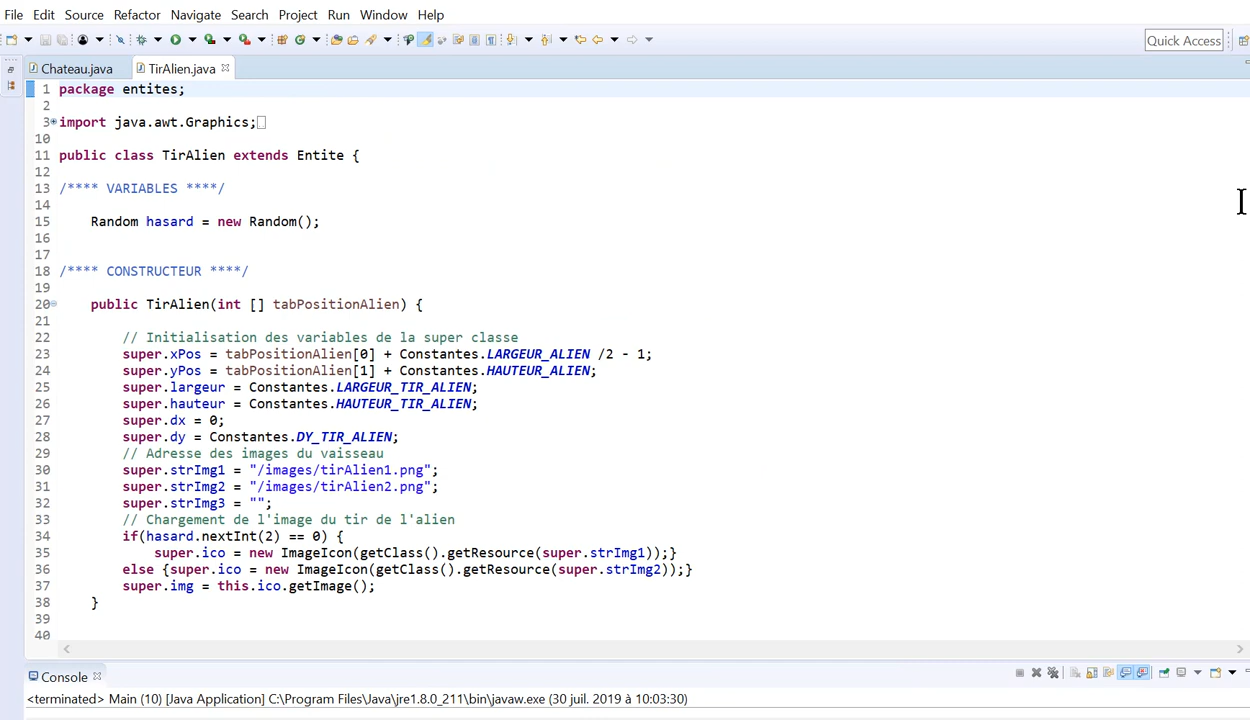 File Edit Source Refactor Navigate Search Project Run Window Help
Quick Access
Chateau.java TirAlien.java
1 package entites;
2
3 import java.awt.Graphics;
10
11 public class TirAlien extends Entite {
12
13 /**** VARIABLES ****/
14
15 Random hasard = new Random();
16
17
18 /**** CONSTRUCTEUR ****/
19
20 public TirAlien(int [] tabPositionAlien) {
21
22 // Initialisation des variables de la super classe
23 super.xPos = tabPositionAlien[0] + Constantes.LARGEUR_ALIEN /2 - 1;
24 super.yPos = tabPositionAlien[1] + Constantes.HAUTEUR_ALIEN;
25 super.largeur = Constantes.LARGEUR_TIR_ALIEN;
26 super.hauteur = Constantes.HAUTEUR_TIR_ALIEN;
27 super.dx = 0;
28 super.dy = Constantes.DY_TIR_ALIEN;
29 // Adresse des images du vaisseau
30 super.strImg1 = "/images/tirAlien1.png";
31 super.strImg2 = "/images/tirAlien2.png";
32 super.strImg3 = "";
33 // Chargement de l'image du tir de l'alien
34 if(hasard.nextInt(2) == 0) {
35 super.ico = new ImageIcon(getClass().getResource(super.strImg1));}
36 else {super.ico = new ImageIcon(getClass().getResource(super.strImg2));}
37 super.img = this.ico.getImage();
38 }
39
40
Console
<terminated> Main (10) [Java Application] C:\Program Files\Java\jre1.8.0_211\bin\javaw.exe (30 juil. 2019 à 10:03:30)